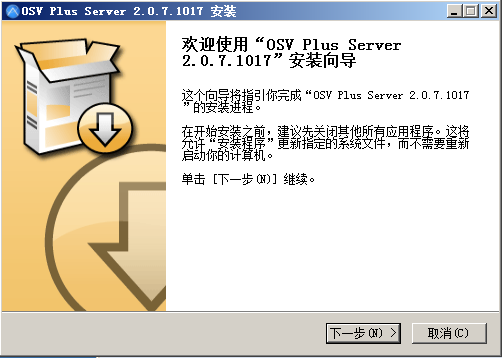 OSV Plus Server 2.0.7.1017 安装
欢迎使用“OSV Plus Server
2.0.7.1017”安装向导
这个向导将指引你完成“OSV Plus Server 2.0.7.1017
”的安装进程。
在开始安装之前，建议先关闭其他所有应用程序。这将
允许“安装程序”更新指定的系统文件，而不需要重新
启动你的计算机。
单击 [下一步(N)] 继续。
下一步(N) >
取消(C)